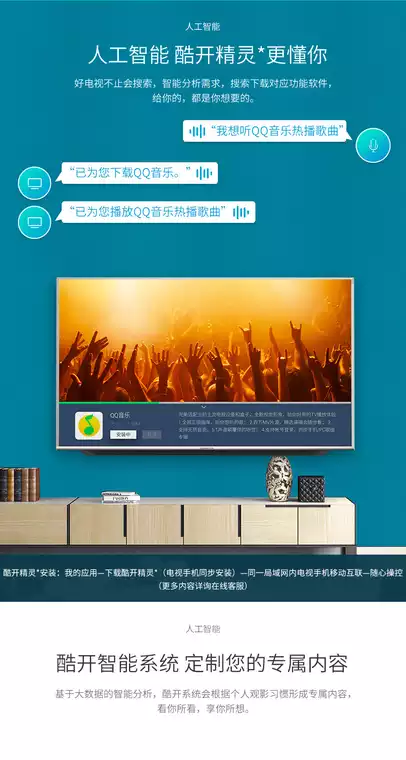 人工智能
人工智能 酷开精灵*更懂你
好电视不止会搜索，智能分析需求，搜索下载对应功能软件，
给你的，都是你想要的。
“我想听QQ音乐热播歌曲”
“已为您下载QQ音乐。”
“已为您播放QQ音乐热播歌曲”
QQ音乐
安装中
酷开精灵*安装：我的应用—下载酷开精灵*（电视手机同步安装）—同一局域网内电视手机移动互联—随心操控
（更多内容详询在线客服）
人工智能
酷开智能系统 定制您的专属内容
基于大数据的智能分析，酷开系统会根据个人观影习惯形成专属内容，
看你所看，享你所想。